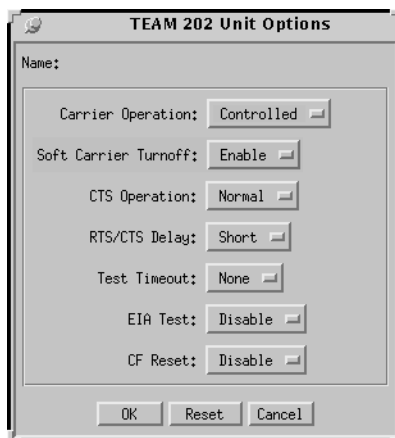 TEAM 202 Unit Options
Name:
Carrier Operation: Controlled
Soft Carrier Turnoff: Enable
CTS Operation: Normal
RTS/CTS Delay: Short
Test Timeout: None
EIA Test: Disable
CF Reset: Disable
OK Reset Cancel